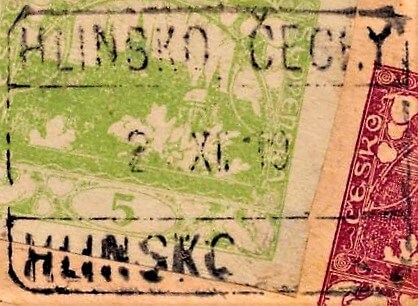 HLINSKO ČECHY
2 XI. 19
5
HLINSKO
ČESKO